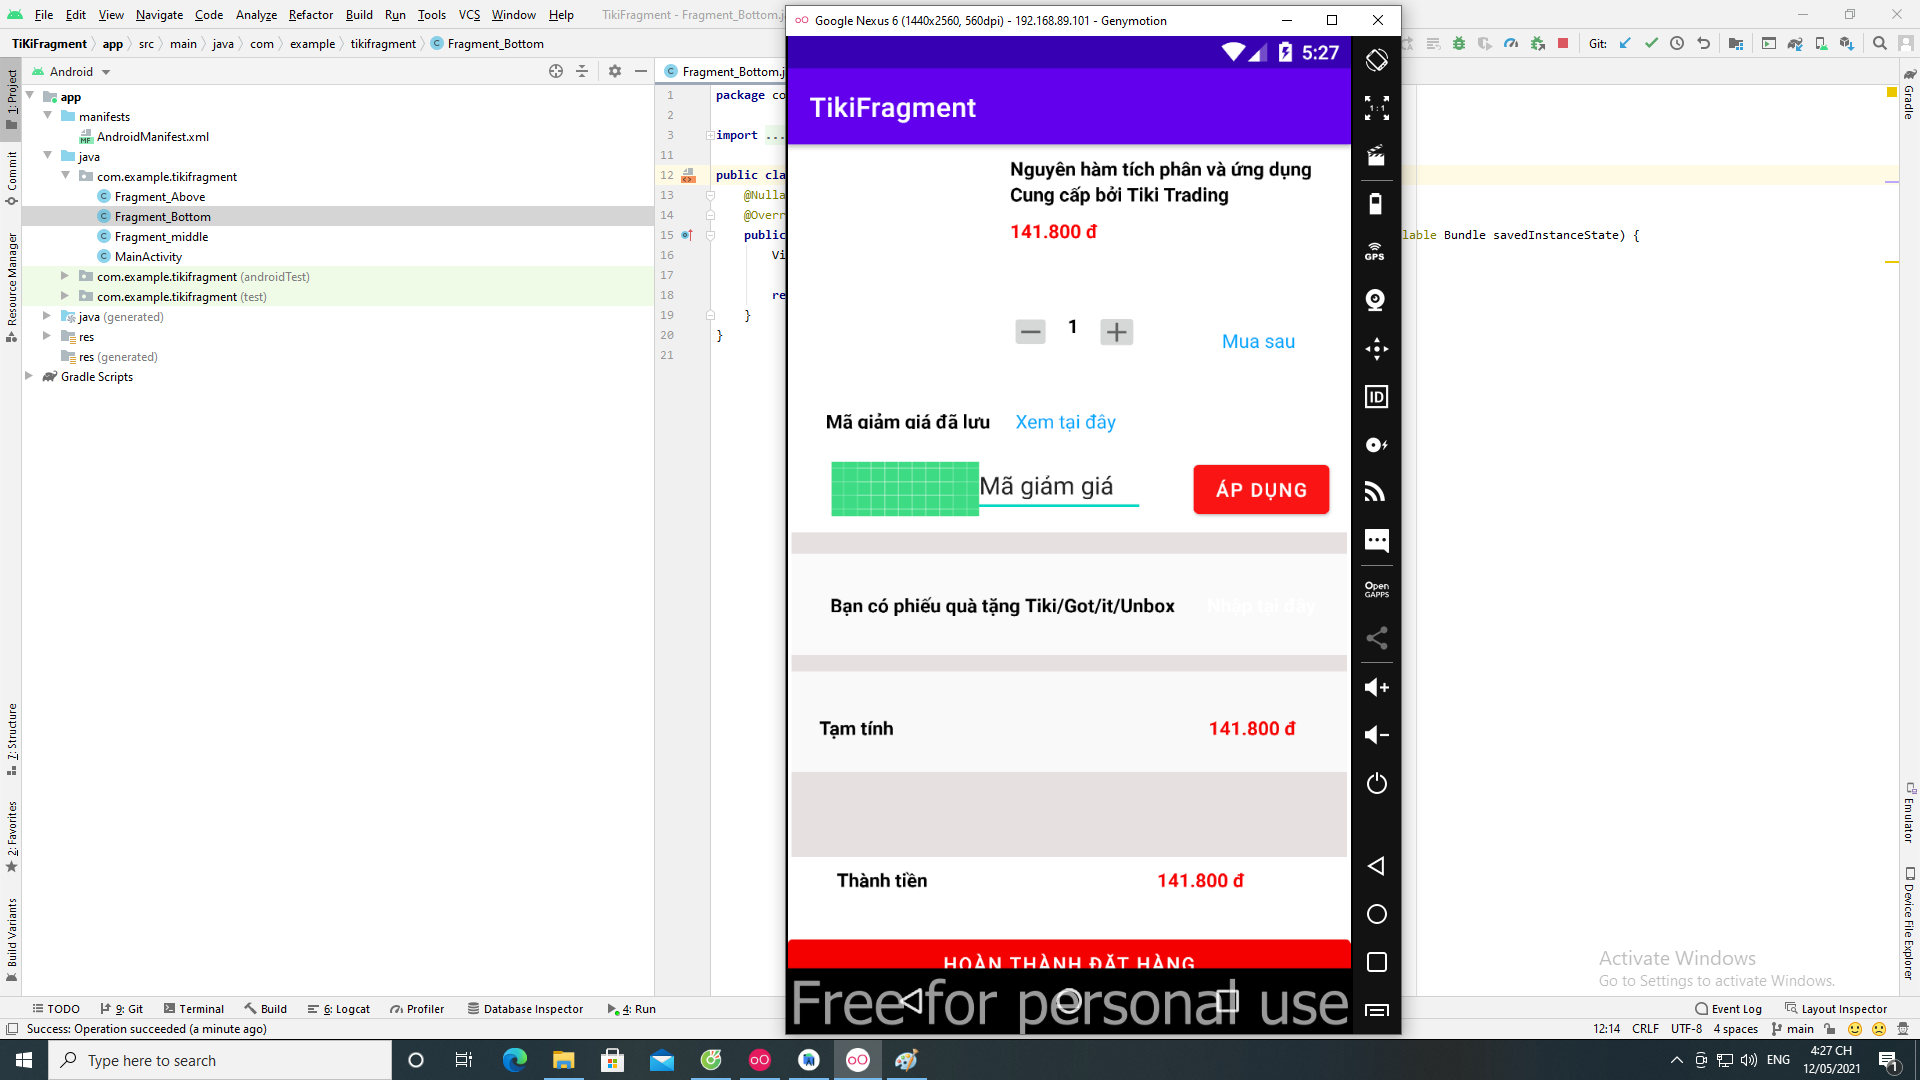 File Edit View Navigate Code Analyze Refactor Build Run Tools VCS Window Help TikiFragment - Fragment_Bottom.j
Google Nexus 6 (1440x2560, 560dpi) - 192.168.89.101 - Genymotion
TiKiFragment app src main java com example tikifragment Fragment_Bottom
Git:
Android
Fragment_Bottom.j
1: Project
Commit
Resource Manager
7: Structure
2: Favorites
Build Variants
app
manifests
AndroidManifest.xml
java
com.example.tikifragment
Fragment_Above
Fragment_Bottom
Fragment_middle
MainActivity
com.example.tikifragment (androidTest)
com.example.tikifragment (test)
java (generated)
res
res (generated)
Gradle Scripts
1 package co
2
3 import ...
11
12 public cla
13 @Nulla
14 @Overr
15 public lable Bundle savedInstanceState) {
16 Vi
17
18 re
19 }
20 }
21
5:27
TikiFragment
Nguyên hàm tích phân và ứng dụng
Cung cấp bởi Tiki Trading
141.800 đ
1
Mua sau
Mã giảm giá đã lưu Xem tại đây
Mã giảm giá ÁP DỤNG
Bạn có phiếu quà tặng Tiki/Got/it/Unbox Nhập tại đây
Tạm tính 141.800 đ
Thành tiền 141.800 đ
HOÀN THÀNH ĐẶT HÀNG
Free for personal use
1:1
GPS
ID
Open
GAPPS
Gradle
Emulator
Device File Explorer
Activate Windows
Go to Settings to activate Windows.
TODO 9: Git Terminal Build 6: Logcat Profiler Database Inspector 4: Run Event Log Layout Inspector
Success: Operation succeeded (a minute ago) 12:14 CRLF UTF-8 4 spaces main
Type here to search
ENG
4:27 CH
12/05/2021
1